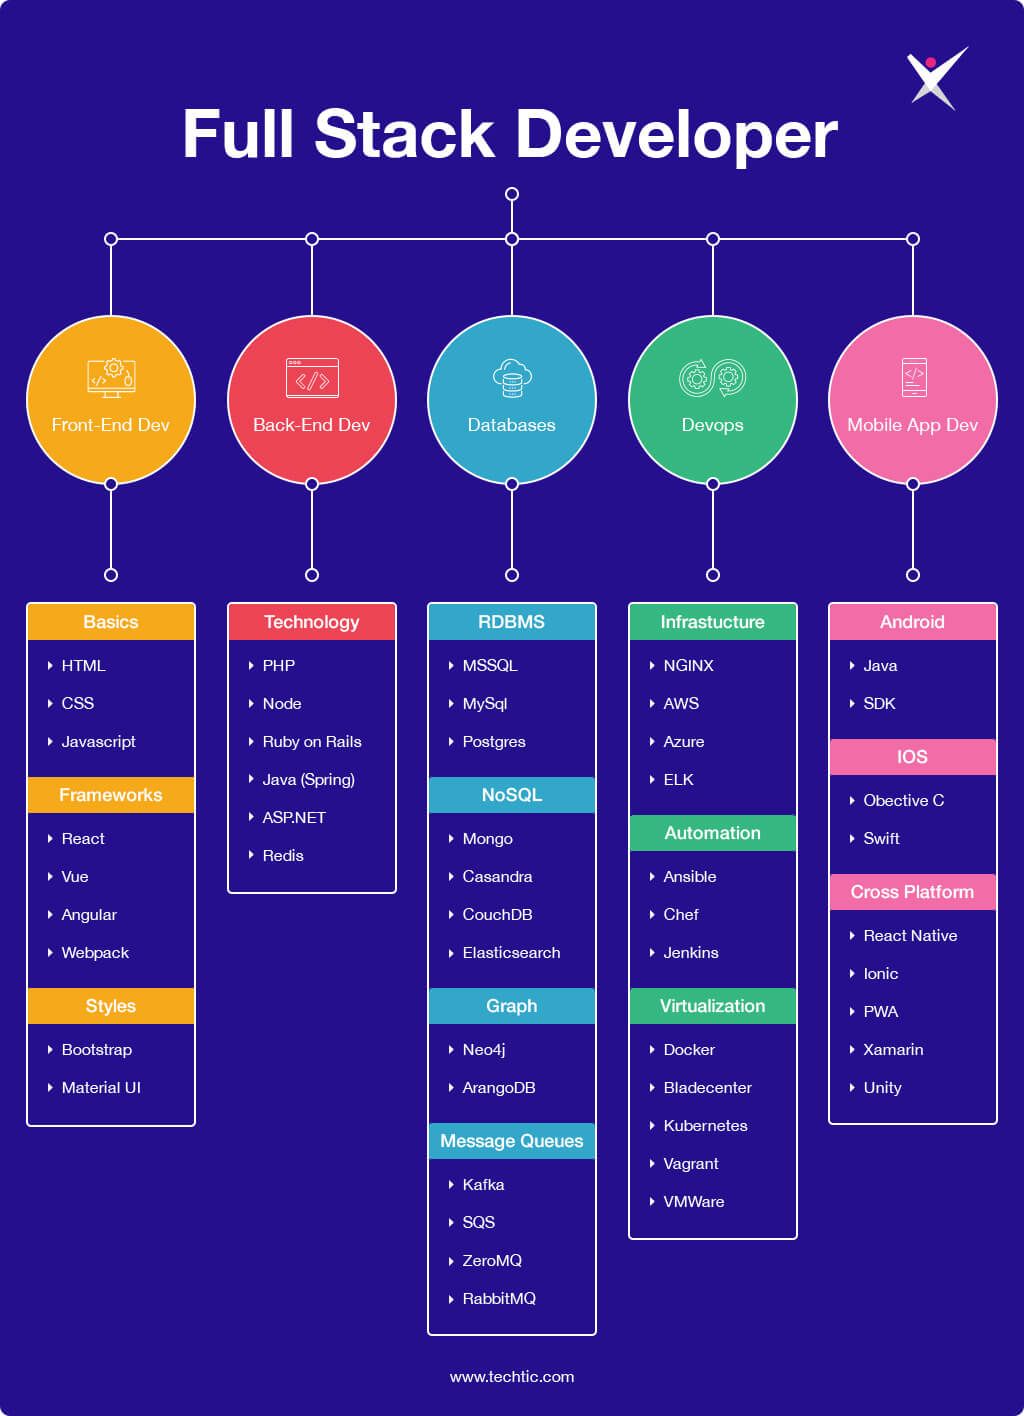 Full Stack Developer
Front-End Dev
Back-End Dev
Databases
Devops
Mobile App Dev
Basics
HTML
CSS
Javascript
Frameworks
React
Vue
Angular
Webpack
Styles
Bootstrap
Material UI
Technology
PHP
Node
Ruby on Rails
Java (Spring)
ASP.NET
Redis
RDBMS
MSSQL
MySql
Postgres
NoSQL
Mongo
Casandra
CouchDB
Elasticsearch
Graph
Neo4j
ArangoDB
Message Queues
Kafka
SQS
ZeroMQ
RabbitMQ
Infrastucture
NGINX
AWS
Azure
ELK
Automation
Ansible
Chef
Jenkins
Virtualization
Docker
Bladecenter
Kubernetes
Vagrant
VMWare
Android
Java
SDK
IOS
Obective C
Swift
Cross Platform
React Native
Ionic
PWA
Xamarin
Unity
www.techtic.com